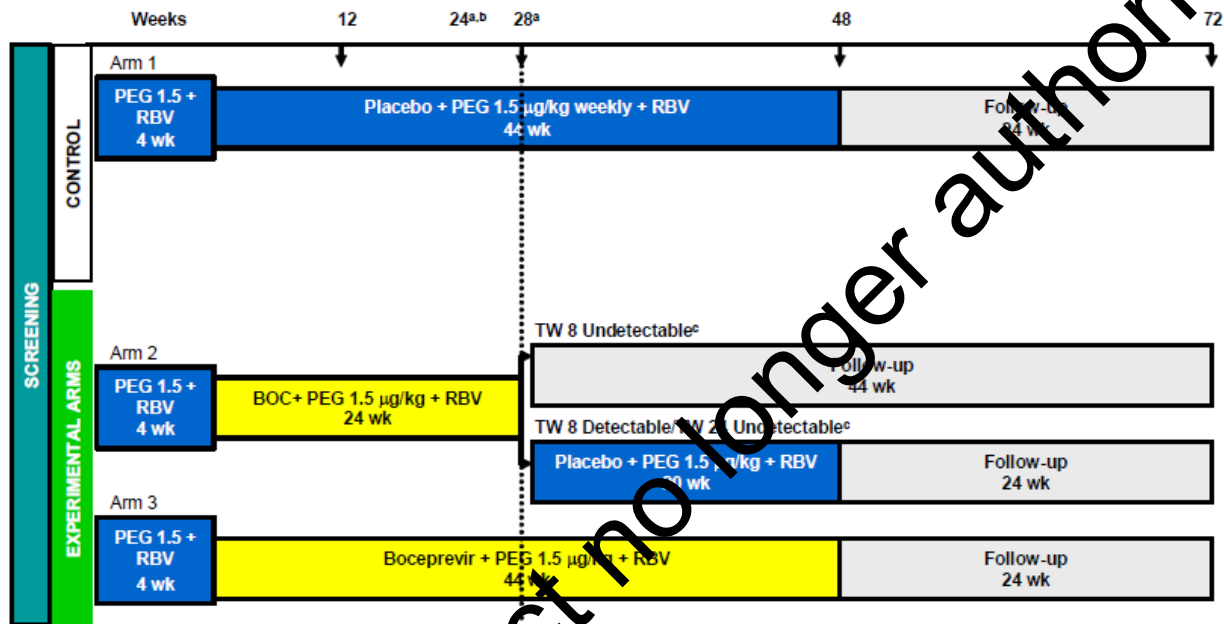 Weeks 12 24a,b 28a 48 72
SCREENING
CONTROL
EXPERIMENTAL ARMS
Arm 1
PEG 1.5 +
RBV
4 wk
Placebo + PEG 1.5 µg/kg weekly + RBV
44 wk
Follow-up
24 wk
TW 8 Undetectablec
Follow-up
44 wk
Arm 2
PEG 1.5 +
RBV
4 wk
BOC+ PEG 1.5 µg/kg + RBV
24 wk
TW 8 Detectable/TW 24 Undetectablec
Placebo + PEG 1.5 µg/kg + RBV
20 wk
Follow-up
24 wk
Arm 3
PEG 1.5 +
RBV
4 wk
Boceprevir + PEG 1.5 µg/kg + RBV
44 wk
Follow-up
24 wk
no longer